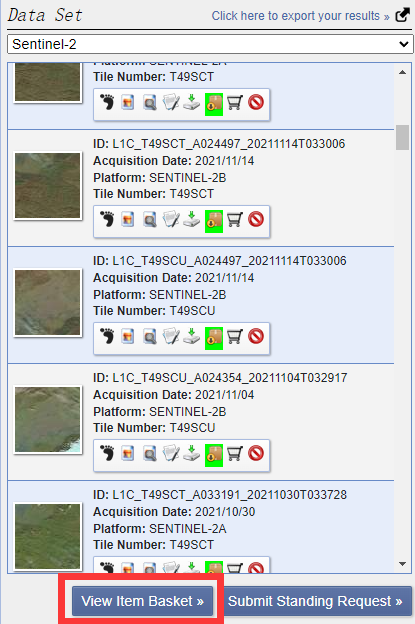 Data Set
Click here to export your results »
Sentinel-2
Platform: SENTINEL-2A
Tile Number: T49SCT
ID: L1C_T49SCT_A024497_20211114T033006
Acquisition Date: 2021/11/14
Platform: SENTINEL-2B
Tile Number: T49SCT
ID: L1C_T49SCU_A024497_20211114T033006
Acquisition Date: 2021/11/14
Platform: SENTINEL-2B
Tile Number: T49SCU
ID: L1C_T49SCU_A024354_20211104T032917
Acquisition Date: 2021/11/04
Platform: SENTINEL-2B
Tile Number: T49SCU
ID: L1C_T49SCT_A033191_20211030T033728
Acquisition Date: 2021/10/30
Platform: SENTINEL-2A
Tile Number: T49SCT
View Item Basket »
Submit Standing Request »